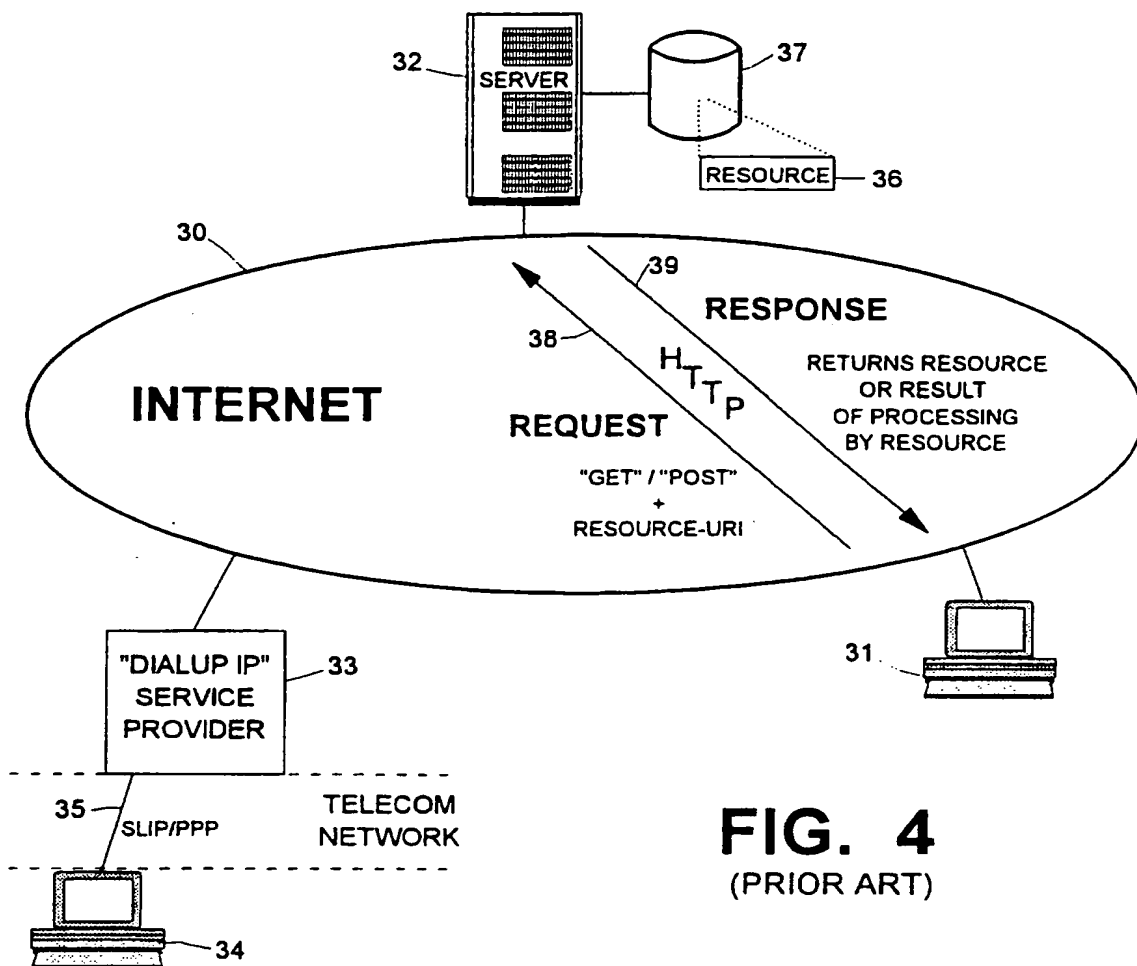 32
SERVER
37
RESOURCE
36
30
39
RESPONSE
38
HTTP
RETURNS RESOURCE
OR RESULT
OF PROCESSING
BY RESOURCE
INTERNET
REQUEST
"GET" / "POST"
+
RESOURCE-URI
"DIALUP IP"
SERVICE
PROVIDER
33
31
35
SLIP/PPP
TELECOM
NETWORK
34
FIG. 4
(PRIOR ART)